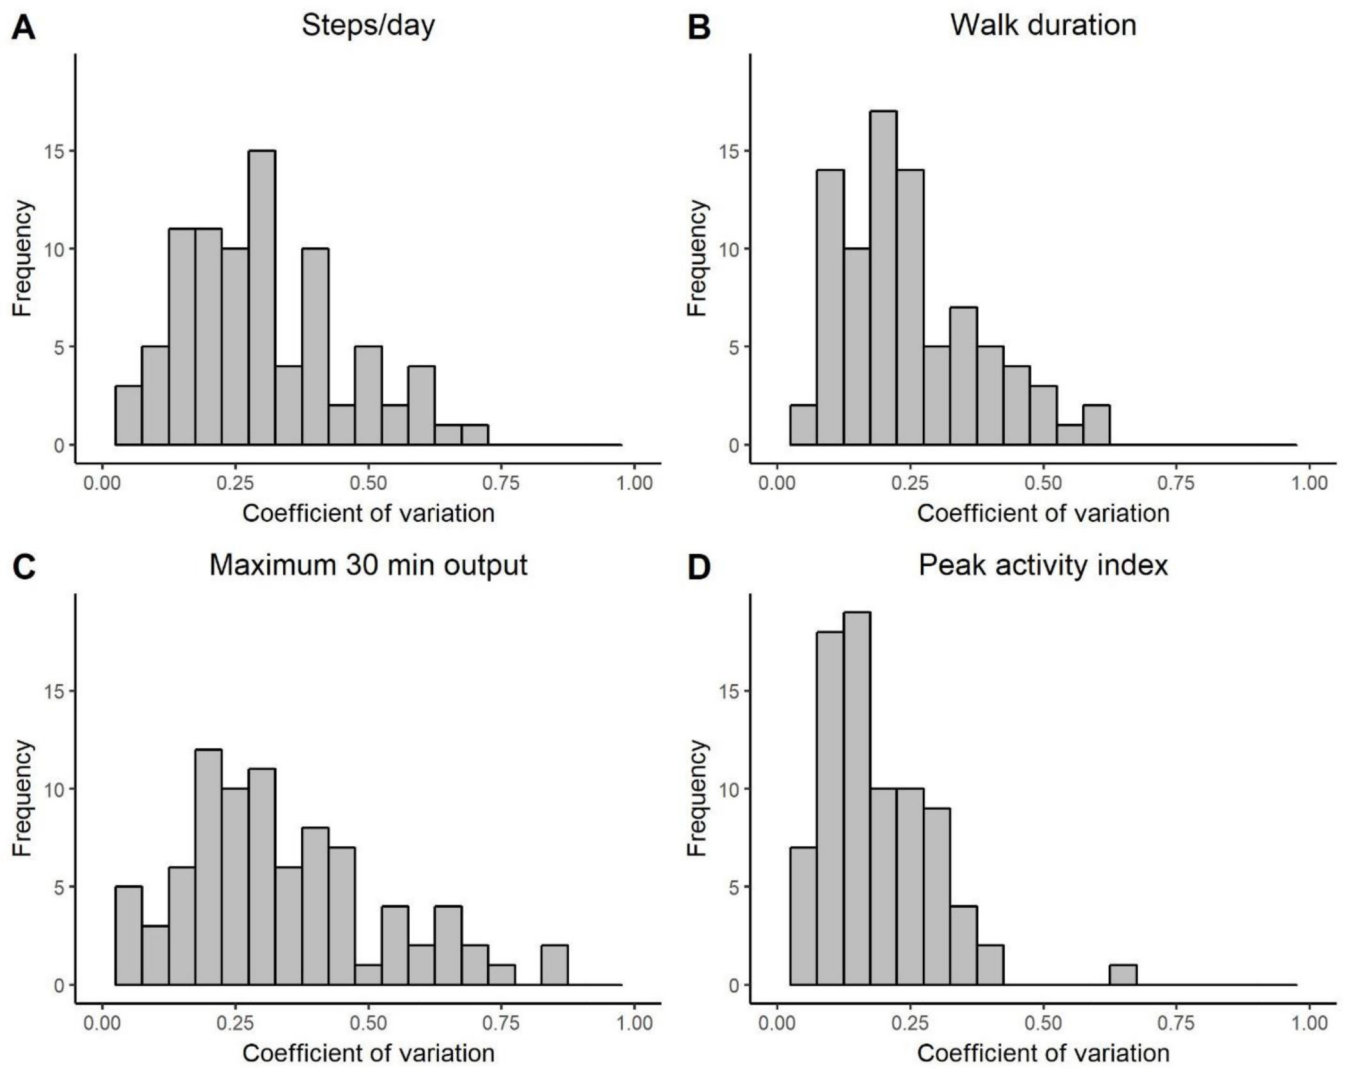 A Steps/day
Frequency
15
10
5
0
0.00 0.25 0.50 0.75 1.00
Coefficient of variation
B Walk duration
Frequency
15
10
5
0
0.00 0.25 0.50 0.75 1.00
Coefficient of variation
C Maximum 30 min output
Frequency
15
10
5
0
0.00 0.25 0.50 0.75 1.00
Coefficient of variation
D Peak activity index
Frequency
15
10
5
0
0.00 0.25 0.50 0.75 1.00
Coefficient of variation